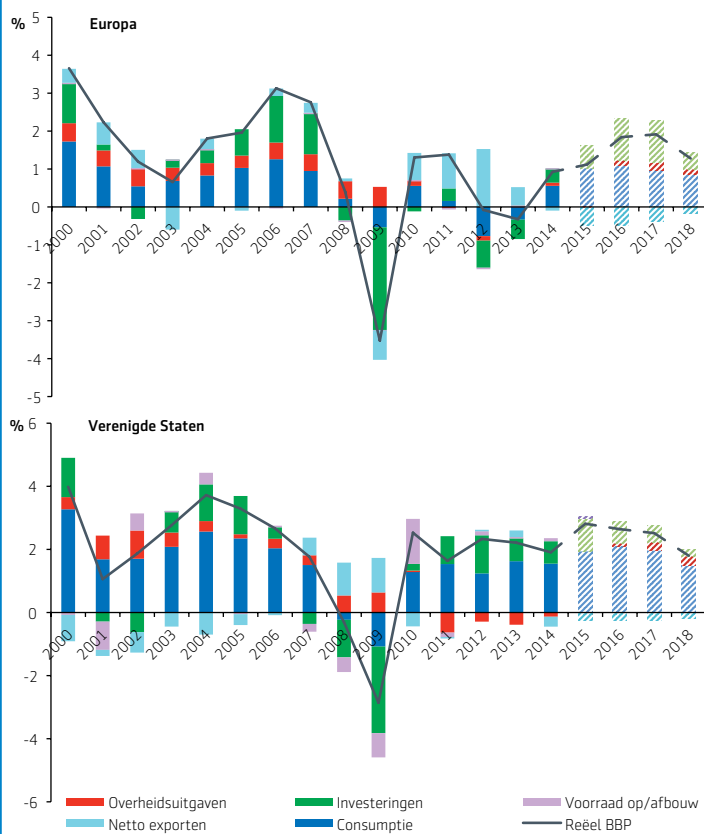 % 5 Europa
4
3
2
1
0
-1
-2
-3
-4
-5
2000 2001 2002 2003 2004 2005 2006 2007 2008 2009 2010 2011 2012 2013 2014 2015 2016 2017 2018
% 6 Verenigde Staten
4
2
0
-2
-4
-6
2000 2001 2002 2003 2004 2005 2006 2007 2008 2009 2010 2011 2012 2013 2014 2015 2016 2017 2018
Overheidsuitgaven Investeringen Voorraad op/afbouw
Netto exporten Consumptie Reëel BBP